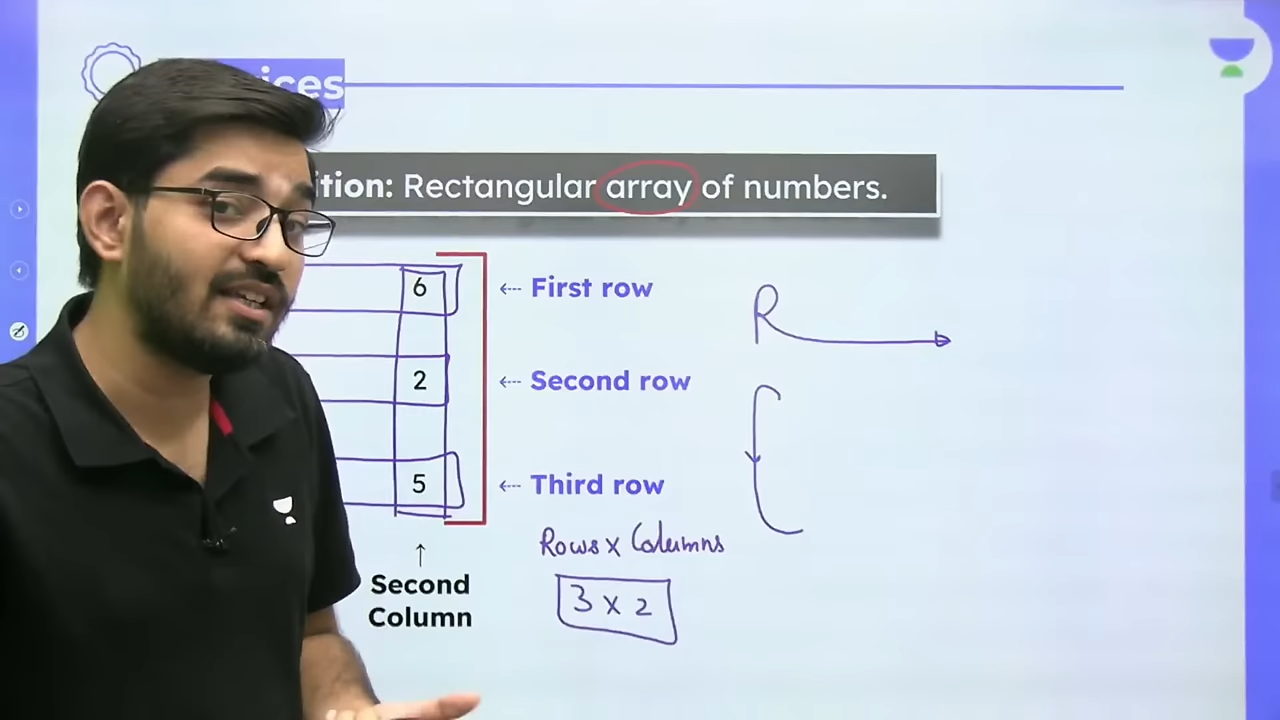 ices
ition: Rectangular array of numbers.
6 ← First row
R
2 ← Second row
C
5 ← Third row
↑
Second
Column
Rows x Columns
3 x 2